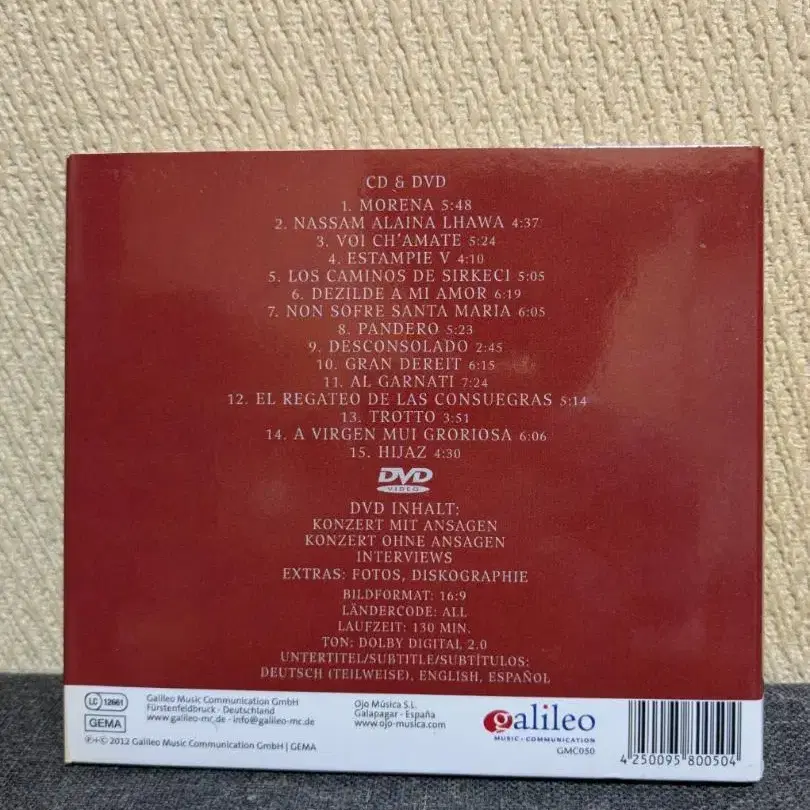 CD & DVD
1. MORENA 5:48
2. NASSAM ALAINA LHAWA 4:37
3. VOI CH'AMATE 5:24
4. ESTAMPIE V 4:10
5. LOS CAMINOS DE SIRKECI 5:05
6. DEZILDE A MI AMOR 6:19
7. NON SOFRE SANTA MARIA 6:05
8. PANDERO 5:23
9. DESCONSOLADO 2:45
10. GRAN DEREIT 6:15
11. AL GARNATI 7:24
12. EL REGATEO DE LAS CONSUEGRAS 5:14
13. TROTTO 3:51
14. A VIRGEN MUI GRORIOSA 6:06
15. HIJAZ 4:30
DVD
VIDEO
DVD INHALT:
KONZERT MIT ANSAGEN
KONZERT OHNE ANSAGEN
INTERVIEWS
EXTRAS: FOTOS, DISKOGRAPHIE
BILDFORMAT: 16:9
LÄNDERCODE: ALL
LAUFZEIT: 130 MIN.
TON: DOLBY DIGITAL 2.0
UNTERTITEL/SUBTITLE/SUBTÍTULOS:
DEUTSCH (TEILWEISE), ENGLISH, ESPAÑOL
LC 12661
GEMA
Galileo Music Communication GmbH
Fürstenfeldbruck · Deutschland
www.galileo-mc.de · info@galileo-mc.de
℗+© 2012 Galileo Music Communication GmbH | GEMA
Ojo Música S.L.
Galapagar · España
www.ojo-musica.com
galileo
MUSIC · COMMUNICATION
GMC050
4 250095 800504